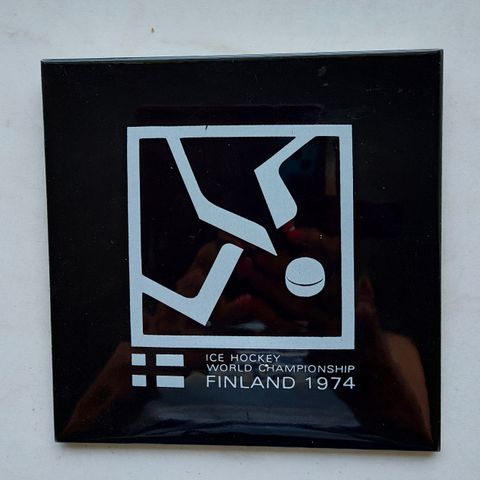 ICE HOCKEY
WORLD CHAMPIONSHIP
FINLAND 1974